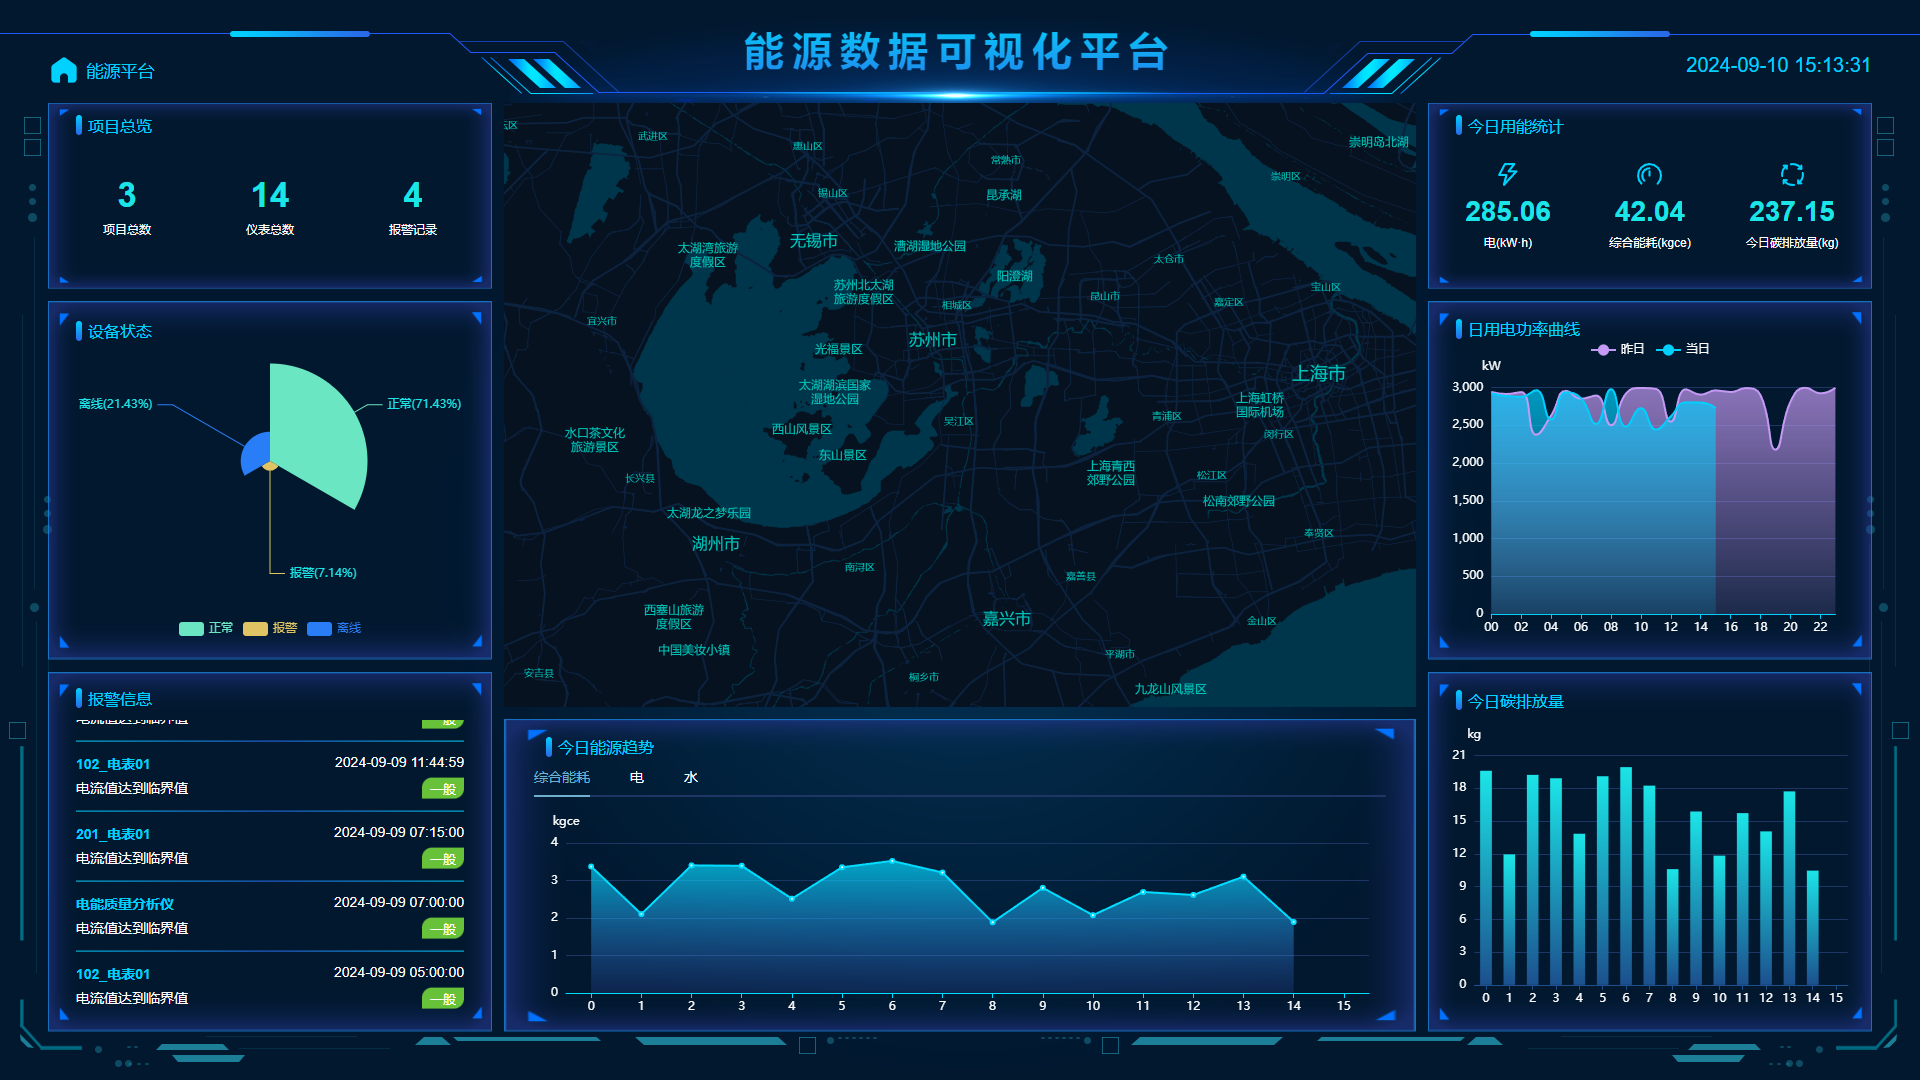 能源数据可视化平台
能源平台
2024-09-10 15:13:31
项目总览
3
14
4
项目总数
仪表总数
报警记录
设备状态
离线(21.43%)
正常(71.43%)
报警(7.14%)
正常
报警
离线
报警信息
电流值达到临界值
一般
102_电表01
2024-09-09 11:44:59
电流值达到临界值
一般
201_电表01
2024-09-09 07:15:00
电流值达到临界值
一般
电能质量分析仪
2024-09-09 07:00:00
电流值达到临界值
一般
102_电表01
2024-09-09 05:00:00
电流值达到临界值
一般
武进区
惠山区
常熟市
崇明岛北湖
崇明区
锡山区
昆承湖
无锡市
漕湖湿地公园
太湖湾旅游
度假区
太仓市
阳澄湖
苏州北太湖
旅游度假区
相城区
昆山市
嘉定区
宝山区
宜兴市
苏州市
光福景区
上海市
太湖湖滨国家
湿地公园
上海虹桥
国际机场
青浦区
吴江区
西山风景区
闵行区
水口茶文化
旅游景区
东山景区
上海青西
郊野公园
长兴县
松江区
松南郊野公园
太湖龙之梦乐园
奉贤区
湖州市
南浔区
嘉善县
西塞山旅游
度假区
嘉兴市
金山区
中国美妆小镇
平湖市
安吉县
桐乡市
九龙山风景区
今日能源趋势
综合能耗
电
水
kgce
4
3
2
1
0
0 1 2 3 4 5 6 7 8 9 10 11 12 13 14 15
今日用能统计
285.06
42.04
237.15
电(kW·h)
综合能耗(kgce)
今日碳排放量(kg)
日用电功率曲线
昨日
当日
kW
3,000
2,500
2,000
1,500
1,000
500
0
00 02 04 06 08 10 12 14 16 18 20 22
今日碳排放量
kg
21
18
15
12
9
6
3
0
0 1 2 3 4 5 6 7 8 9 10 11 12 13 14 15